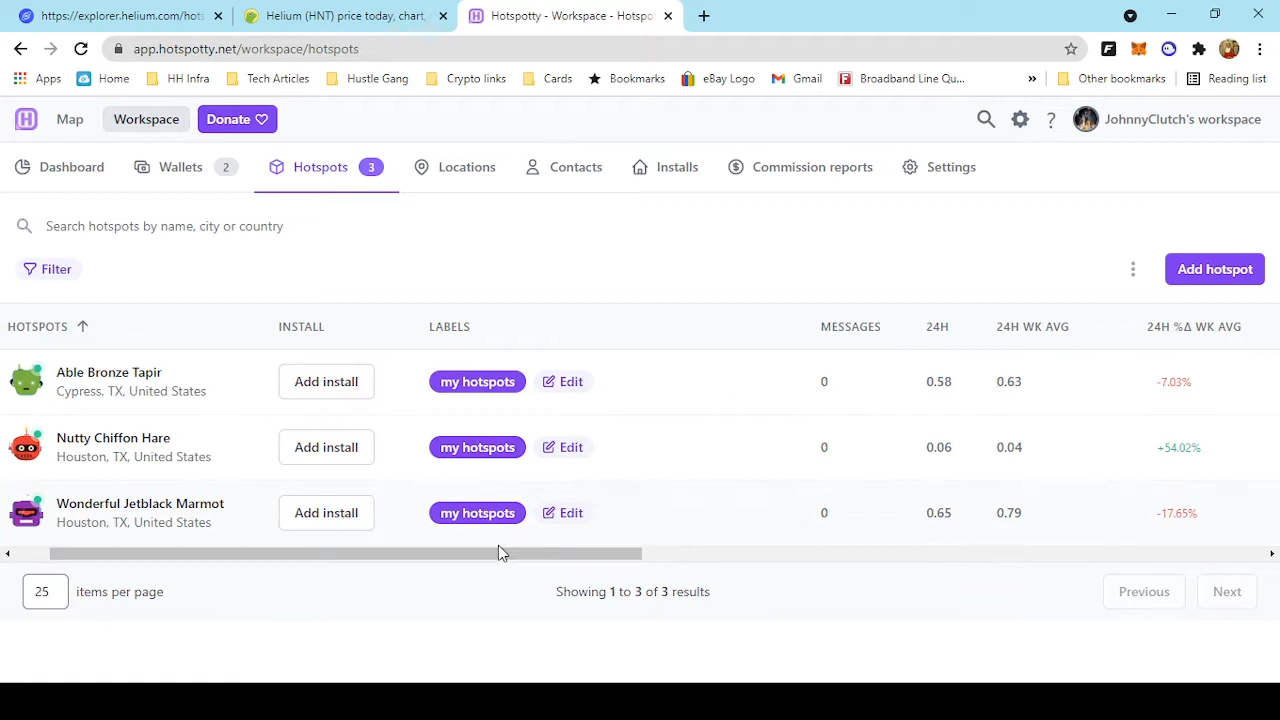 https://explorer.helium.com/hot
Helium (HNT) price today, chart,
Hotspotty - Workspace - Hotspo
app.hotspotty.net/workspace/hotspots
Apps
Home
HH Infra
Tech Articles
Hustle Gang
Crypto links
Cards
Bookmarks
eBay Logo
Gmail
Broadband Line Qu...
»
Other bookmarks
Reading list
Map
Workspace
Donate
?
JohnnyClutch's workspace
Dashboard
Wallets 2
Hotspots 3
Locations
Contacts
Installs
Commission reports
Settings
Search hotspots by name, city or country
Filter
Add hotspot
HOTSPOTS INSTALL LABELS MESSAGES 24H 24H WK AVG 24H %Δ WK AVG
Able Bronze Tapir
Cypress, TX, United States
Add install my hotspots Edit 0 0.58 0.63 -7.03%
Nutty Chiffon Hare
Houston, TX, United States
Add install my hotspots Edit 0 0.06 0.04 +54.02%
Wonderful Jetblack Marmot
Houston, TX, United States
Add install my hotspots Edit 0 0.65 0.79 -17.65%
25 items per page
Showing 1 to 3 of 3 results
Previous
Next